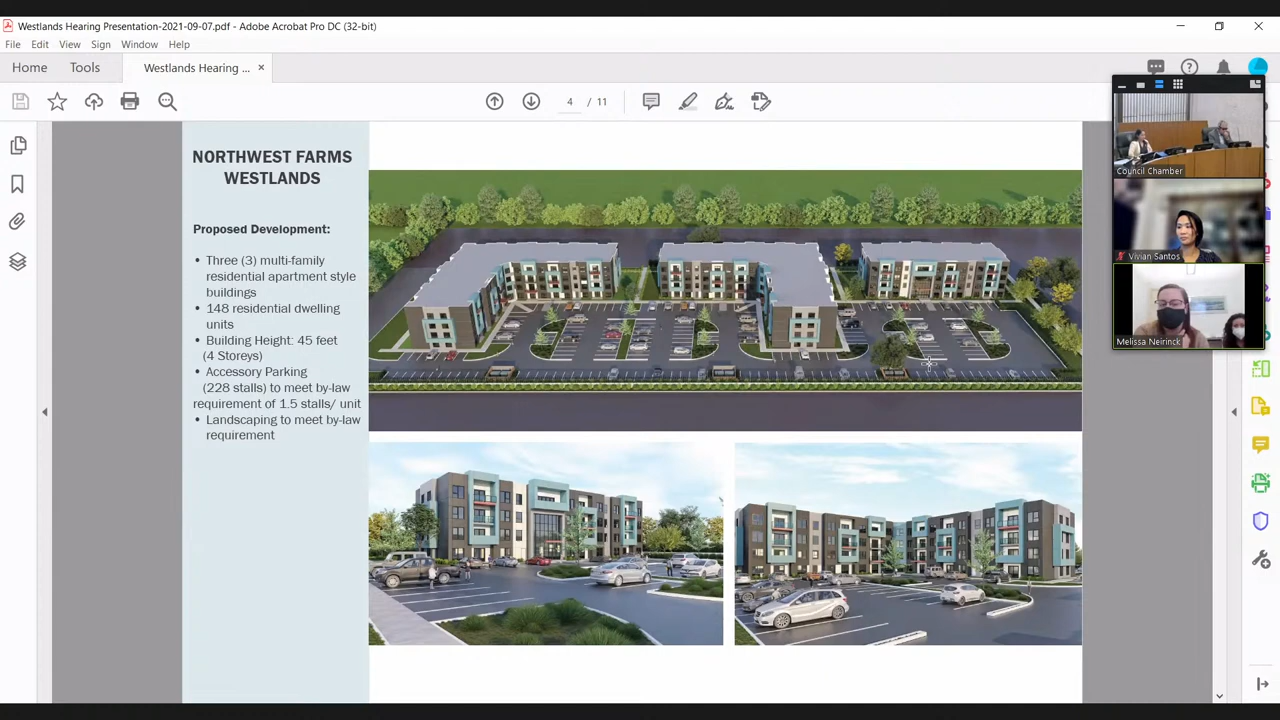 Westlands Hearing Presentation-2021-09-07.pdf - Adobe Acrobat Pro DC (32-bit)
File Edit View Sign Window Help
Home Tools Westlands Hearing ... ×
4 / 11
NORTHWEST FARMS
WESTLANDS
Proposed Development:
• Three (3) multi-family
residential apartment style
buildings
• 148 residential dwelling
units
• Building Height: 45 feet
(4 Storeys)
• Accessory Parking
(228 stalls) to meet by-law
requirement of 1.5 stalls/ unit
• Landscaping to meet by-law
requirement
Council Chamber
Vivian Santos
Melissa Neirinck